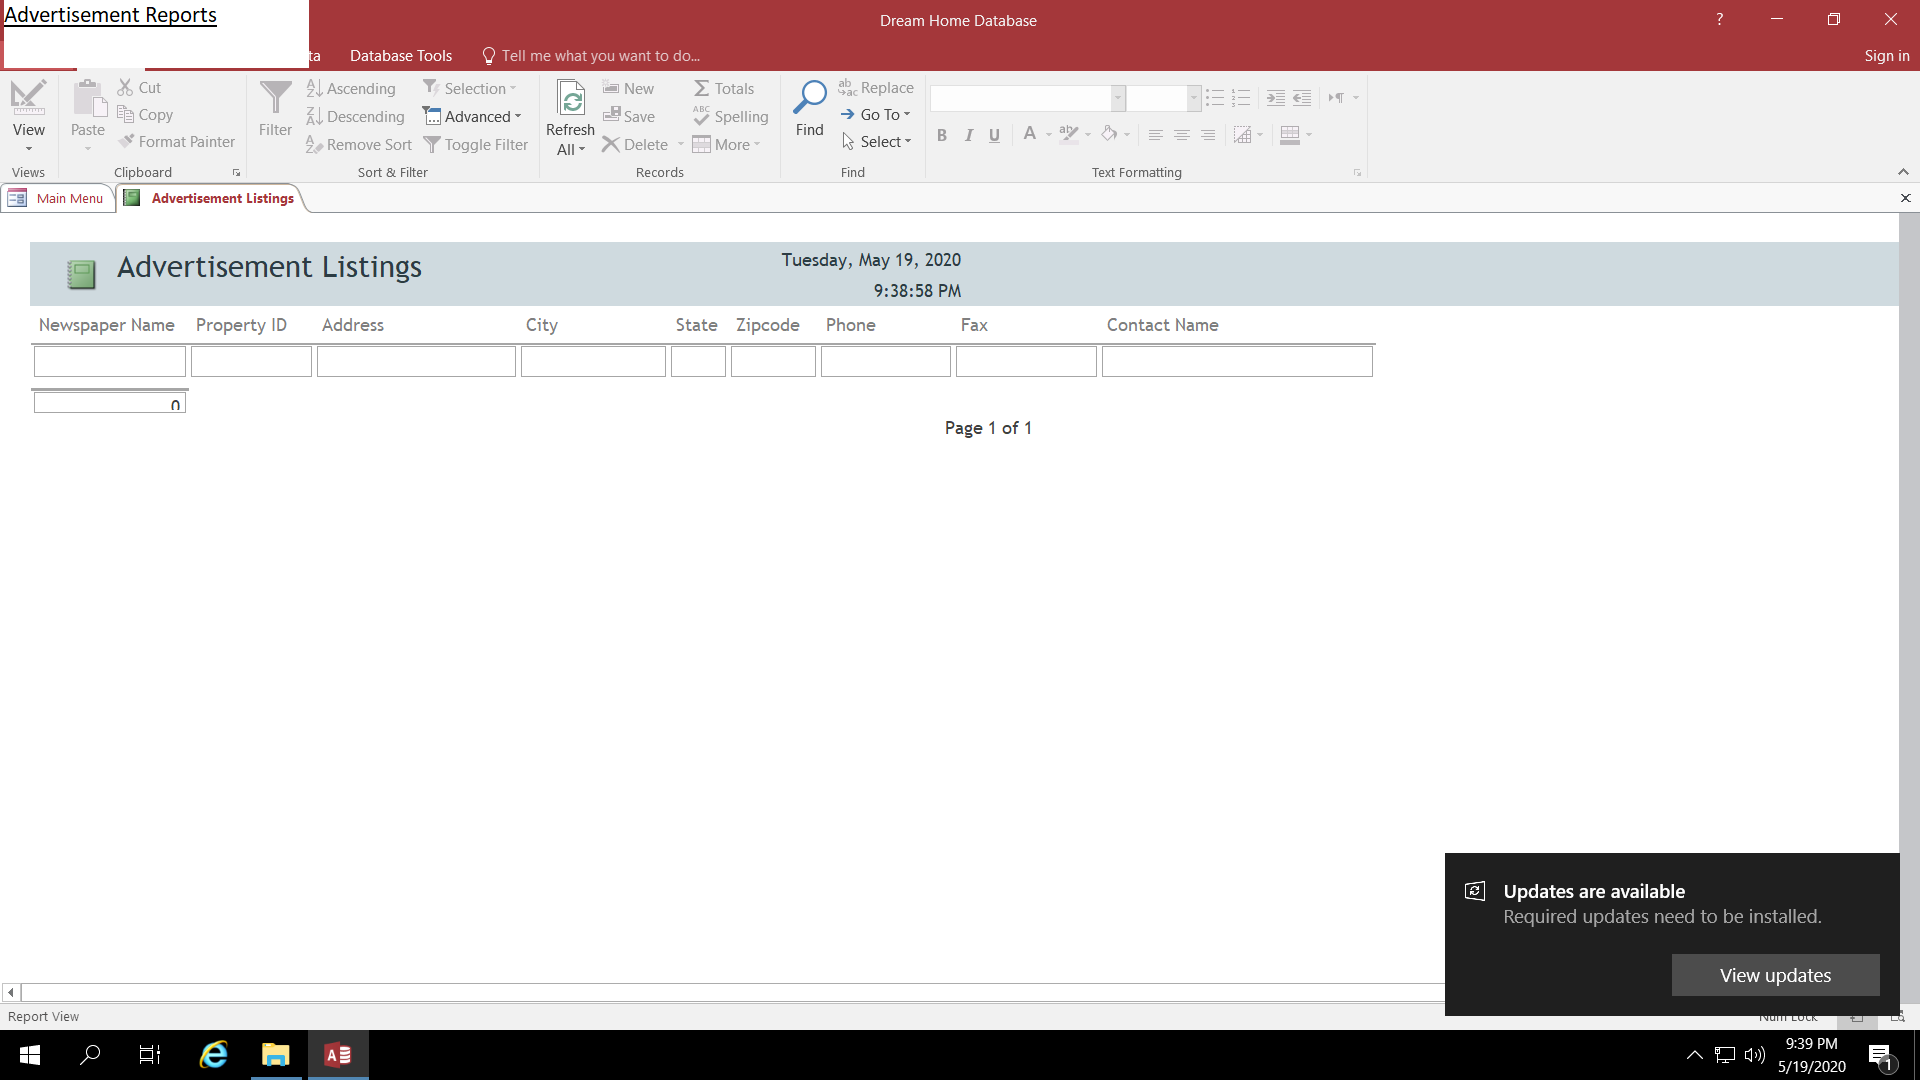 Advertisement Reports
Dream Home Database
?
ta
Database Tools
Tell me what you want to do...
Sign in
View
Paste
Cut
Copy
Format Painter
Filter
Ascending
Descending
Remove Sort
Selection
Advanced
Toggle Filter
Refresh
All
New
Save
Delete
Totals
Spelling
More
Find
Replace
Go To
Select
B I U A
Views
Clipboard
Sort & Filter
Records
Find
Text Formatting
Main Menu
Advertisement Listings
Advertisement Listings
Tuesday, May 19, 2020
9:38:58 PM
Newspaper Name Property ID Address City State Zipcode Phone Fax Contact Name
0
Page 1 of 1
Updates are available
Required updates need to be installed.
View updates
Report View
Num Lock
9:39 PM
5/19/2020
1